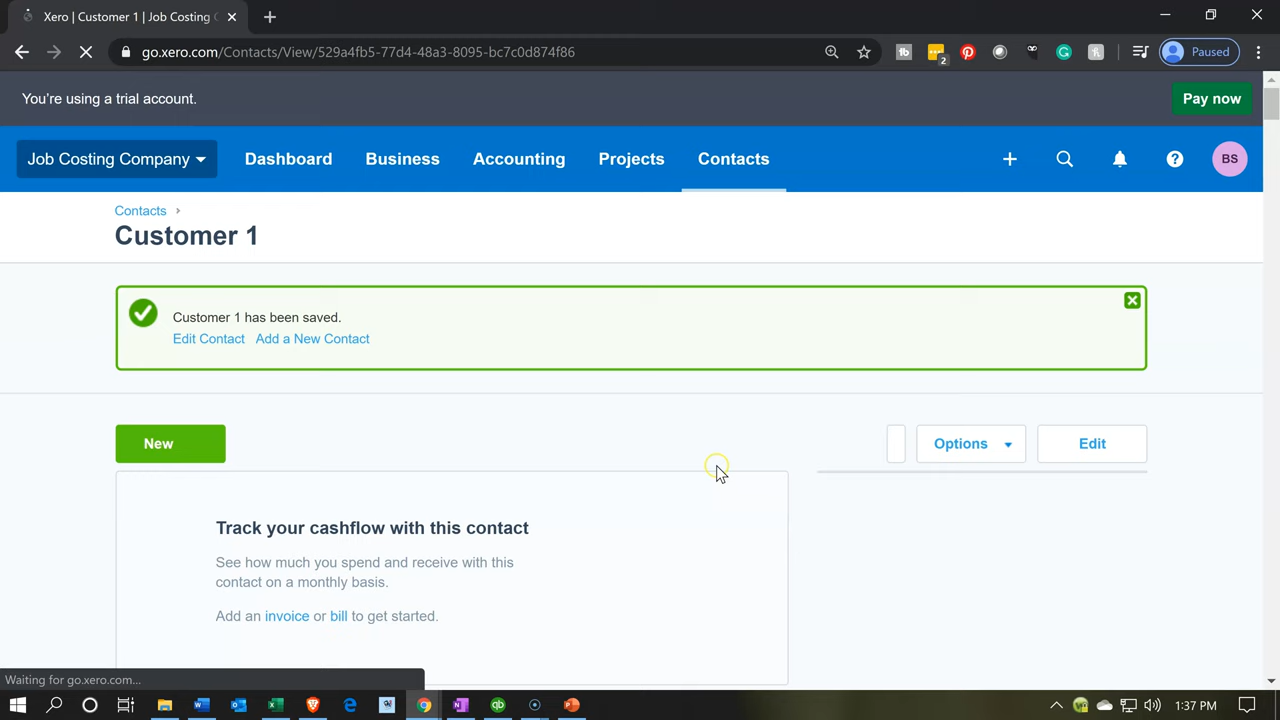 Xero | Customer 1 | Job Costing C
go.xero.com/Contacts/View/529a4fb5-77d4-48a3-8095-bc7c0d874f86
2
Paused
You're using a trial account.
Pay now
Job Costing Company
Dashboard
Business
Accounting
Projects
Contacts
BS
Contacts
Customer 1
Customer 1 has been saved.
Edit Contact Add a New Contact
New
Options
Edit
Track your cashflow with this contact
See how much you spend and receive with this
contact on a monthly basis.
Add an invoice or bill to get started.
Waiting for go.xero.com...
1:37 PM